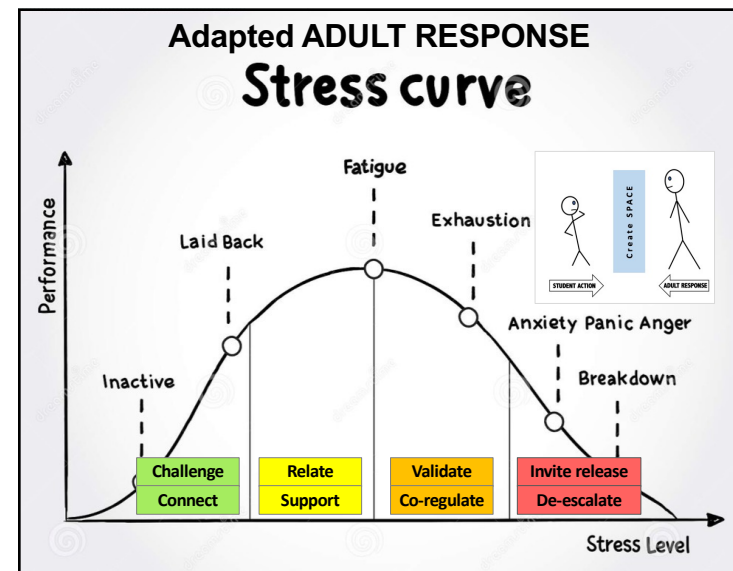 Adapted ADULT RESPONSE
Stress curve
Performance
Inactive
Laid Back
Fatigue
Exhaustion
Anxiety Panic Anger
Breakdown
Create SPACE
STUDENT ACTION
ADULT RESPONSE
Challenge
Connect
Relate
Support
Validate
Co-regulate
Invite release
De-escalate
Stress Level